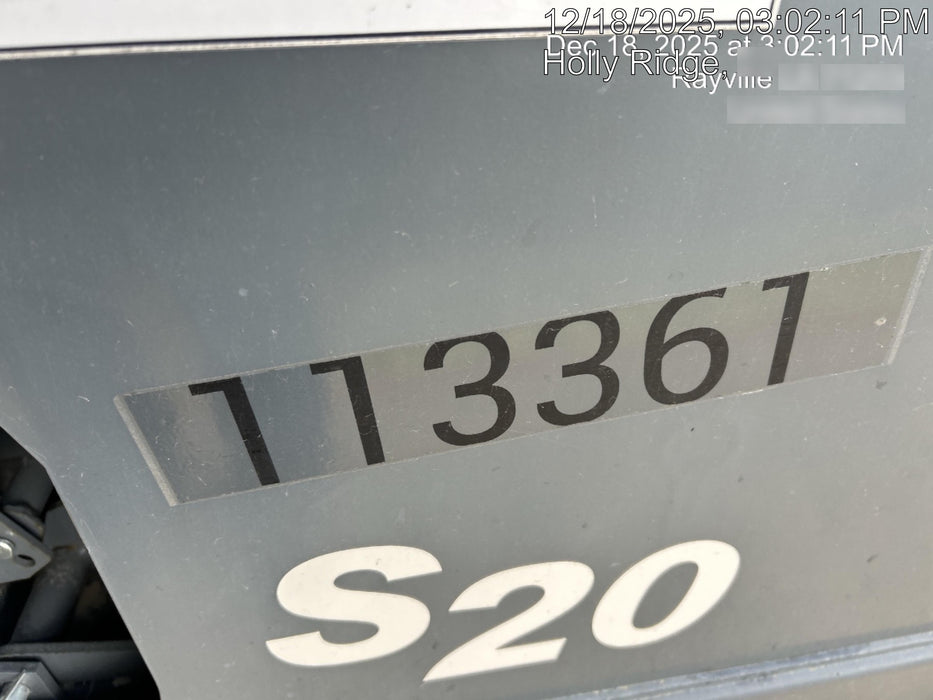 12/18/2025, 03:02:11 PM
Dec 18, 2025 at 3:02:11 PM
Holly Ridge,
Rayville
113361
S20